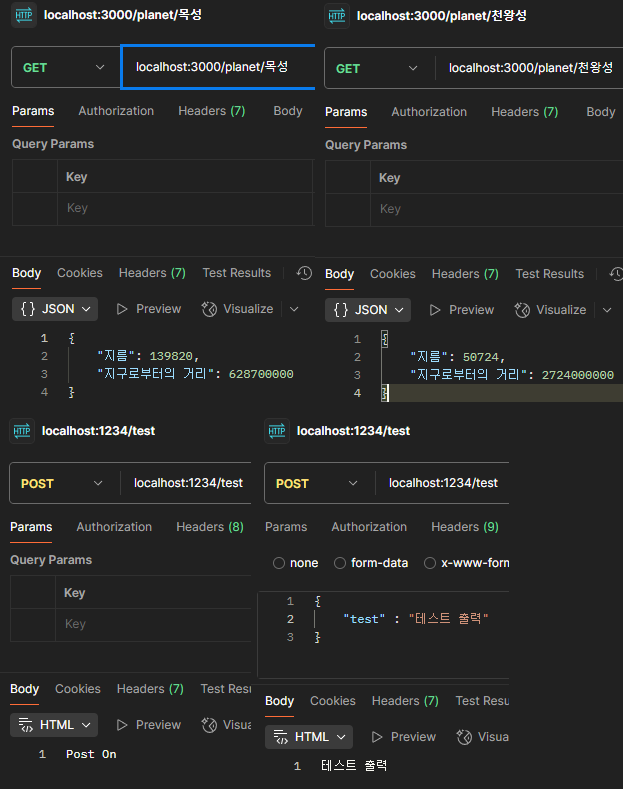 HTTP localhost:3000/planet/목성
GET localhost:3000/planet/목성
Params Authorization Headers (7) Body
Query Params
Key
Key
Body Cookies Headers (7) Test Results
{} JSON Preview Visualize
1 {
2 "지름": 139820,
3 "지구로부터의 거리": 628700000
4 }
HTTP localhost:3000/planet/천왕성
GET localhost:3000/planet/천왕성
Params Authorization Headers (7) Body
Query Params
Key
Key
Body Cookies Headers (7) Test Results
{} JSON Preview Visualize
1 {
2 "지름": 50724,
3 "지구로부터의 거리": 2724000000
4 }
HTTP localhost:1234/test
POST localhost:1234/test
Params Authorization Headers (8)
Query Params
Key
Key
Body Cookies Headers (7) Test Resu
HTML Preview Visua
1 Post On
HTTP localhost:1234/test
POST localhost:1234/test
Params Authorization Headers (9)
none form-data x-www-form
1 {
2 "test" : "테스트 출력"
3 }
Body Cookies Headers (7) Test Resu
HTML Preview Visua
1 테스트 출력